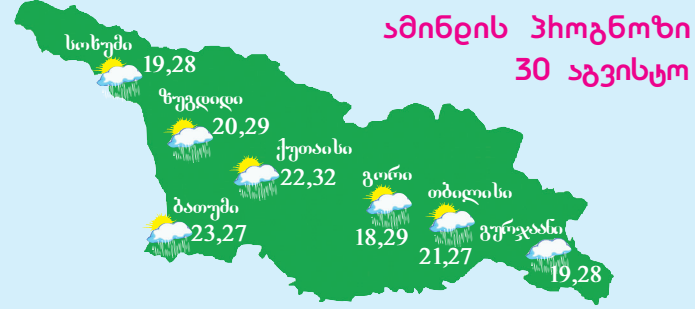 ამინდის პროგნოზი
30 აგვისტო
სოხუმი
19,28
ზუგდიდი
20,29
ქუთაისი
22,32
გორი
18,29
თბილისი
21,27
ბათუმი
23,27
გურჯაანი
19,28